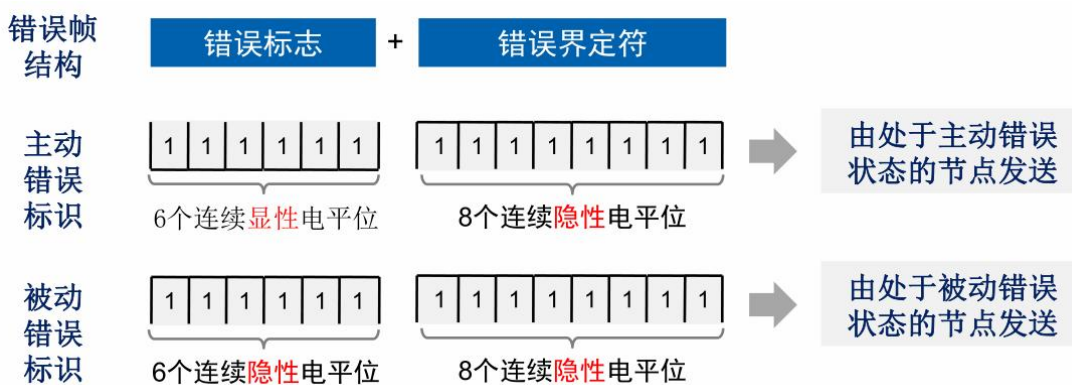 错误帧
结构
错误标志 + 错误界定符
主动
错误
标识
1 1 1 1 1 1
1 1 1 1 1 1 1 1
6个连续显性电平位
8个连续隐性电平位
由处于主动错误
状态的节点发送
被动
错误
标识
1 1 1 1 1 1
1 1 1 1 1 1 1 1
6个连续隐性电平位
8个连续隐性电平位
由处于被动错误
状态的节点发送